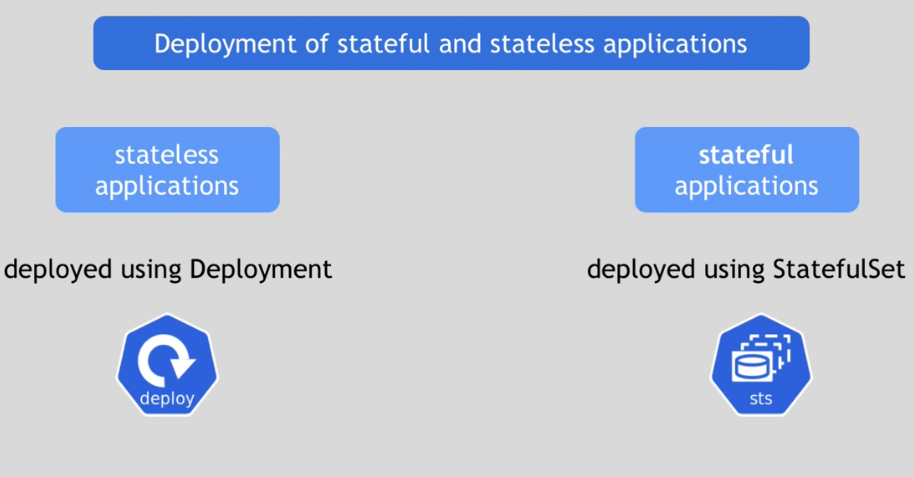 Deployment of stateful and stateless applications
stateless
applications
stateful
applications
deployed using Deployment
deployed using StatefulSet
deploy
sts